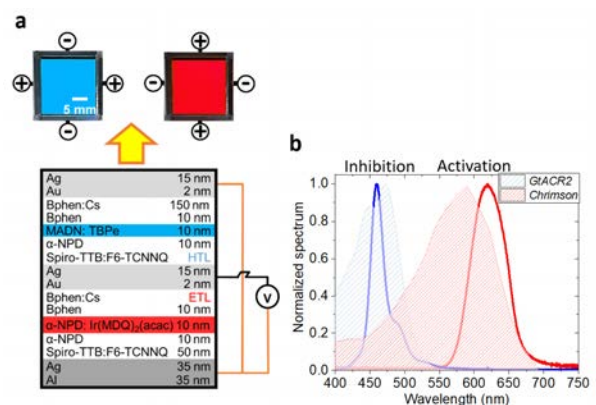 a
5 mm
Ag 15 nm
Au 2 nm
Bphen:Cs 150 nm
Bphen 10 nm
MADN: TBPe 10 nm
α-NPD 10 nm
Spiro-TTB:F6-TCNNQ HTL
Ag 15 nm
Au 2 nm
Bphen:Cs ETL
Bphen 10 nm
α-NPD: Ir(MDQ)₂(acac) 10 nm
α-NPD 10 nm
Spiro-TTB:F6-TCNNQ 50 nm
Ag 35 nm
Al 35 nm
V
b
Inhibition Activation
GtACR2
Chrimson
Normalized spectrum
1.0
0.8
0.6
0.4
0.2
0.0
400 450 500 550 600 650 700 750
Wavelength (nm)